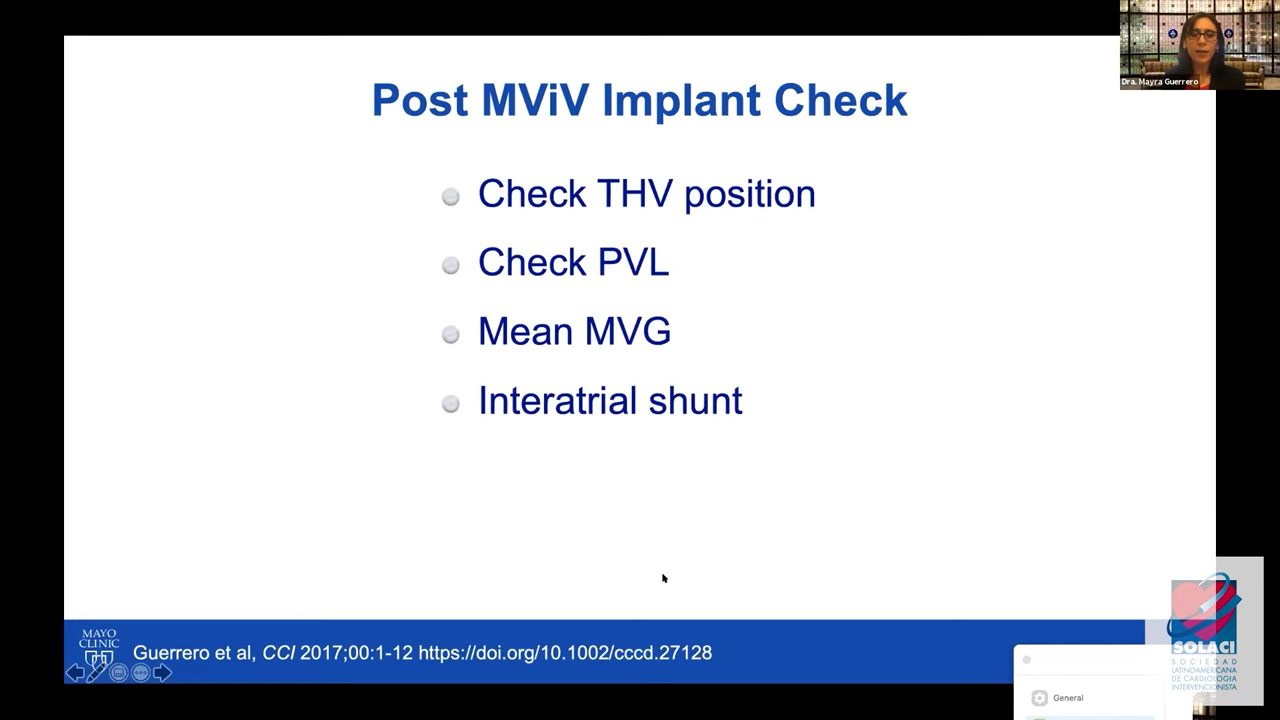 Dra. Mayra Guerrero
Post MViV Implant Check
Check THV position
Check PVL
Mean MVG
Interatrial shunt
MAYO
CLINIC
Guerrero et al, CCI 2017;00:1-12 https://doi.org/10.1002/cccd.27128
SOLACI
SOCIEDAD
LATINOAMERICANA
DE CARDIOLOGIA
INTERVENCIONISTA
General